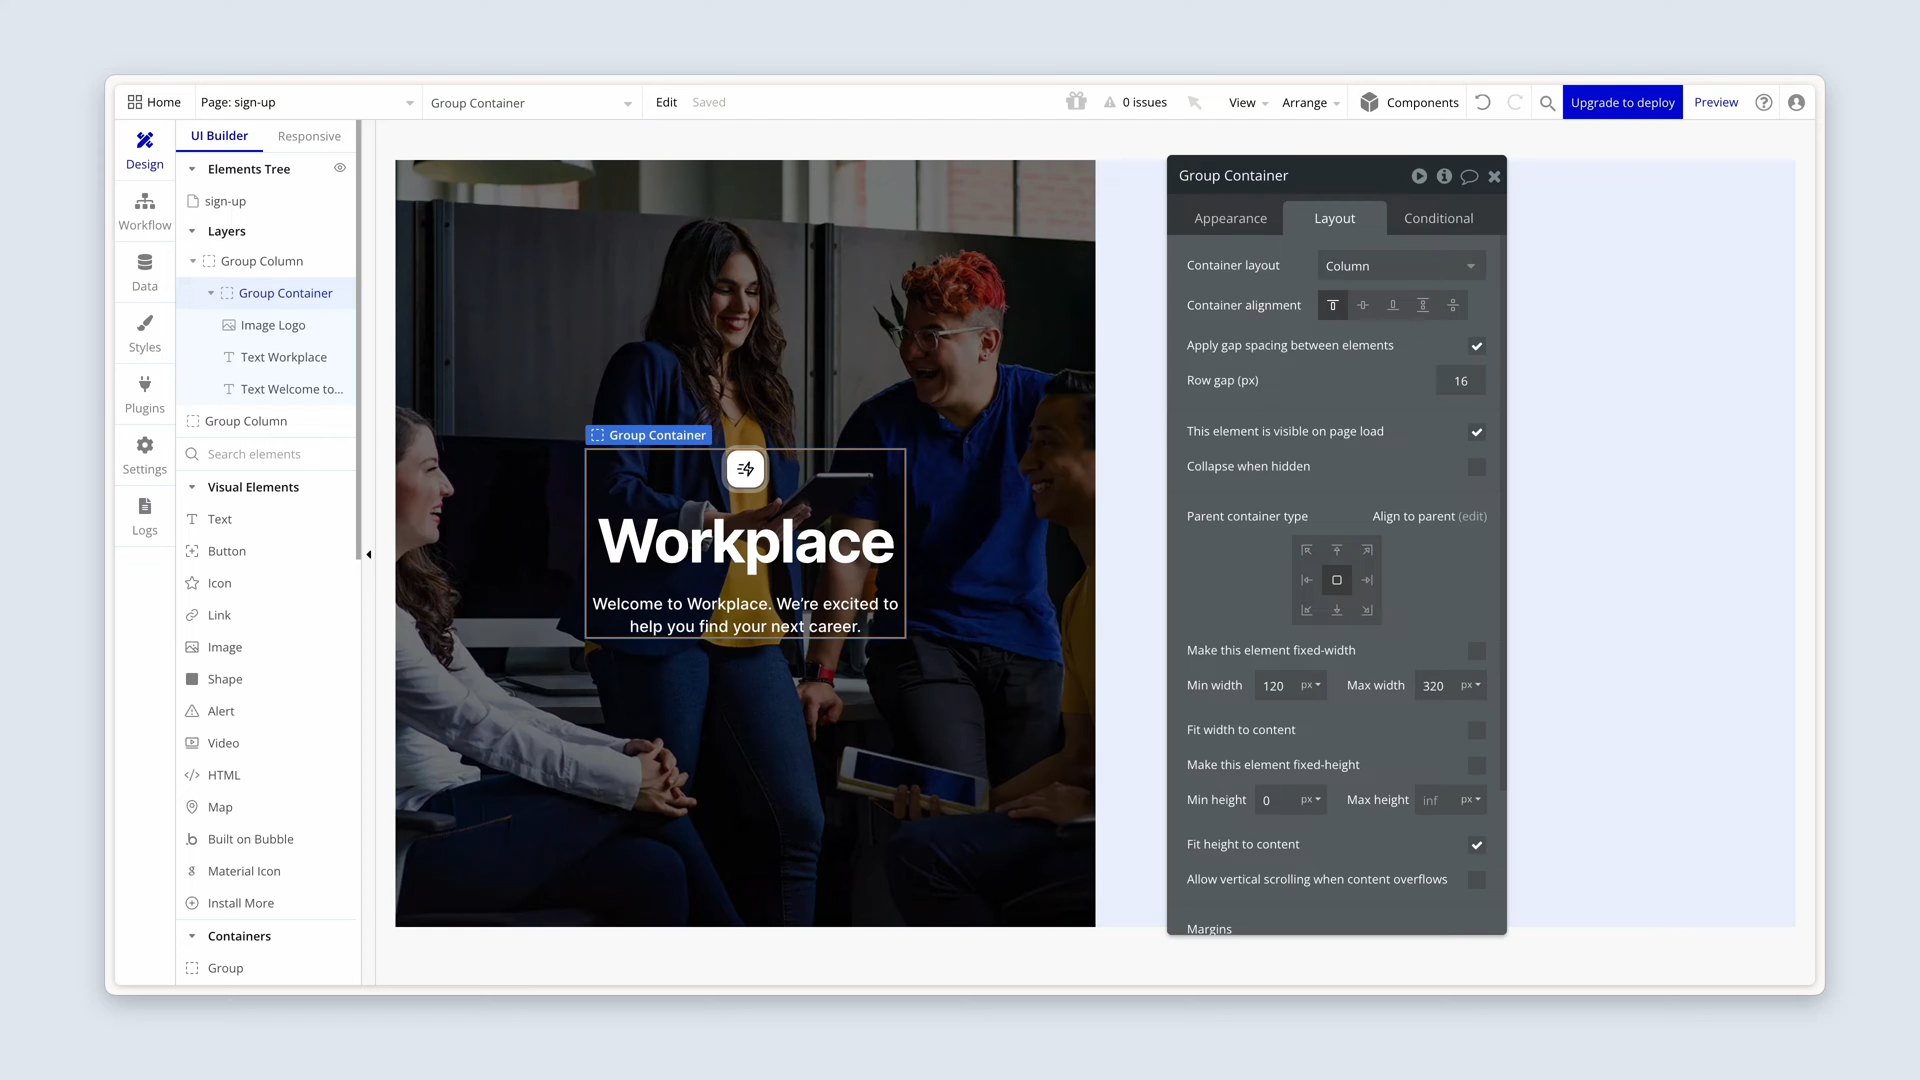 Home
Page: sign-up
Group Container
Edit
Saved
0 issues
View
Arrange
Components
Upgrade to deploy
Preview
Design
Workflow
Data
Styles
Plugins
Settings
Logs
UI Builder
Responsive
Elements Tree
sign-up
Layers
Group Column
Group Container
Image Logo
Text Workplace
Text Welcome to...
Group Column
Search elements
Visual Elements
Text
Button
Icon
Link
Image
Shape
Alert
Video
HTML
Map
Built on Bubble
Material Icon
Install More
Containers
Group
Group Container
Workplace
Welcome to Workplace. We’re excited to
help you find your next career.
Group Container
Appearance
Layout
Conditional
Container layout
Column
Container alignment
Apply gap spacing between elements
Row gap (px)
16
This element is visible on page load
Collapse when hidden
Parent container type
Align to parent (edit)
Make this element fixed-width
Min width
120
px
Max width
320
px
Fit width to content
Make this element fixed-height
Min height
0
px
Max height
inf
px
Fit height to content
Allow vertical scrolling when content overflows
Margins